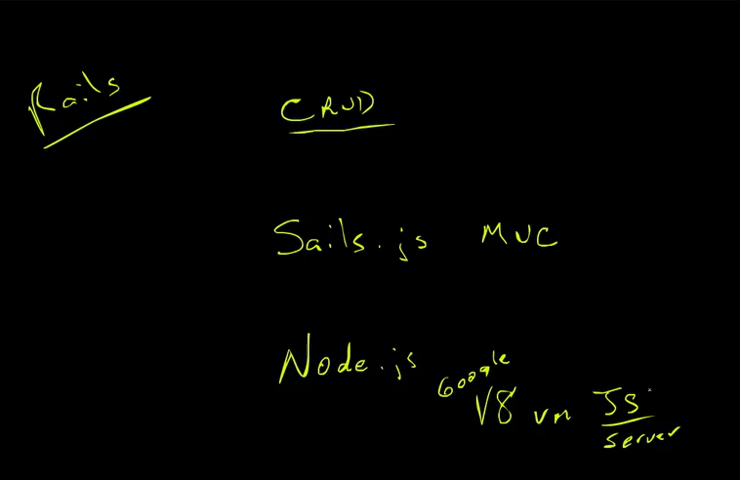 Rails
CRUD
Sails.js MVC
Node.js
Google
V8 vm JS
server